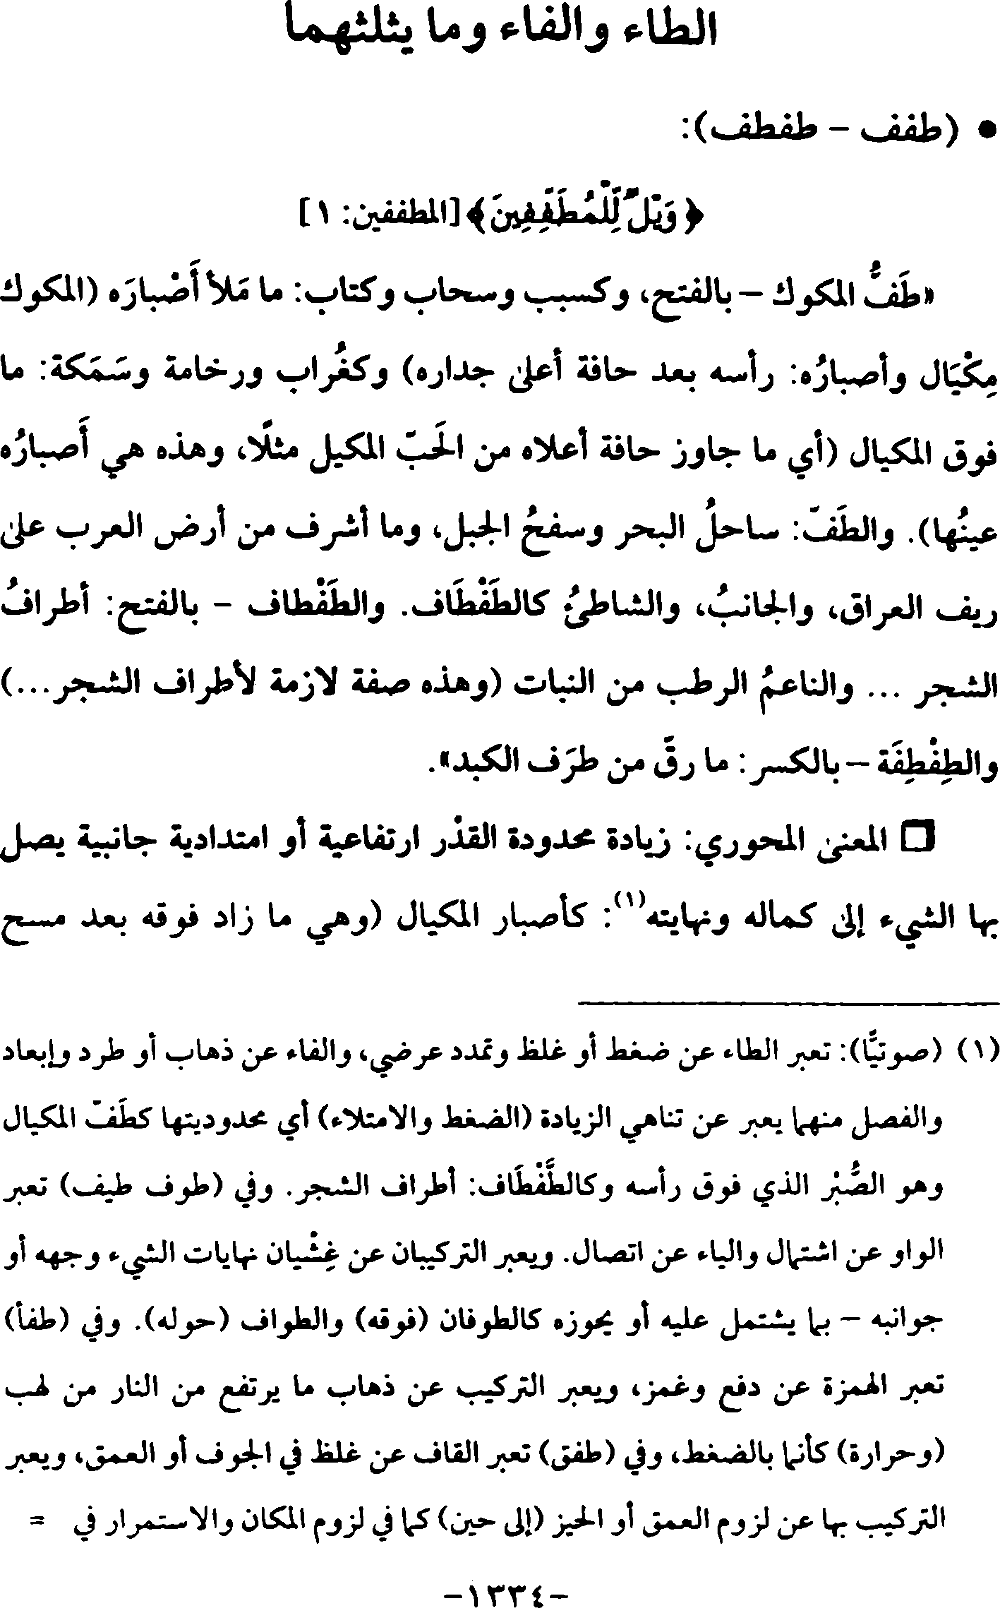 الطاء والفاء وما يثلثهما
• (طفف – طفطف):
﴿وَيْلٌ لِّلْمُطَفِّفِينَ﴾ [المطففين: ١]
«طَفُّ المكوك – بالفتح، وكسبب وسحاب وكتاب: ما مَلأ أَصْبارَه (المكوك
مِكْيَال وأصبارُه: رأسه بعد حافة أعلىٰ جداره) وكغُراب ورخامة وسَمَكة: ما
فوق المكيال (أي ما جاوز حافة أعلاه من الحَبّ المكيل مثلًا، وهذه هي أَصبارُه
عينُها). والطَفّ: ساحلُ البحر وسفحُ الجبل، وما أشرف من أرض العرب علىٰ
ريف العراق، والجانبُ، والشاطئُ كالطَفْطَاف. والطَفْطاف – بالفتح: أطرافُ
الشجر ... والناعمُ الرطب من النبات (وهذه صفة لازمة لأطراف الشجر...)
والطِفْطِفَة – بالكسر: ما رقَّ من طرَف الكبد».
❒ المعنىٰ المحوري: زيادة محدودة القدْر ارتفاعية أو امتدادية جانبية يصل
بها الشيء إلىٰ كماله ونهايته(١): كأصبار المكيال (وهي ما زاد فوقه بعد مسح
(١) (صوتيًّا): تعبر الطاء عن ضغط أو غلظ وتمدد عرضي، والفاء عن ذهاب أو طرد وإبعاد
والفصل منهما يعبر عن تناهي الزيادة (الضغط والامتلاء) أي محدوديتها كطَفّ المكيال
وهو الصُّبْر الذي فوق رأسه وكالطَّفْطَاف: أطراف الشجر. وفي (طوف طيف) تعبر
الواو عن اشتمال والياء عن اتصال. ويعبر التركيبان عن غِشْيان نهايات الشيء وجهه أو
جوانبه – بما يشتمل عليه أو يحوزه كالطوفان (فوقه) والطواف (حوله). وفي (طفأ)
تعبر الهمزة عن دفع وغمز، ويعبر التركيب عن ذهاب ما يرتفع من النار من لهب
(وحرارة) كأنما بالضغط، وفي (طفق) تعبر القاف عن غلظ في الجوف أو العمق، ويعبر
التركيب بها عن لزوم العمق أو الحيز (إلى حين) كما في لزوم المكان والاستمرار في =
-١٣٣٤-